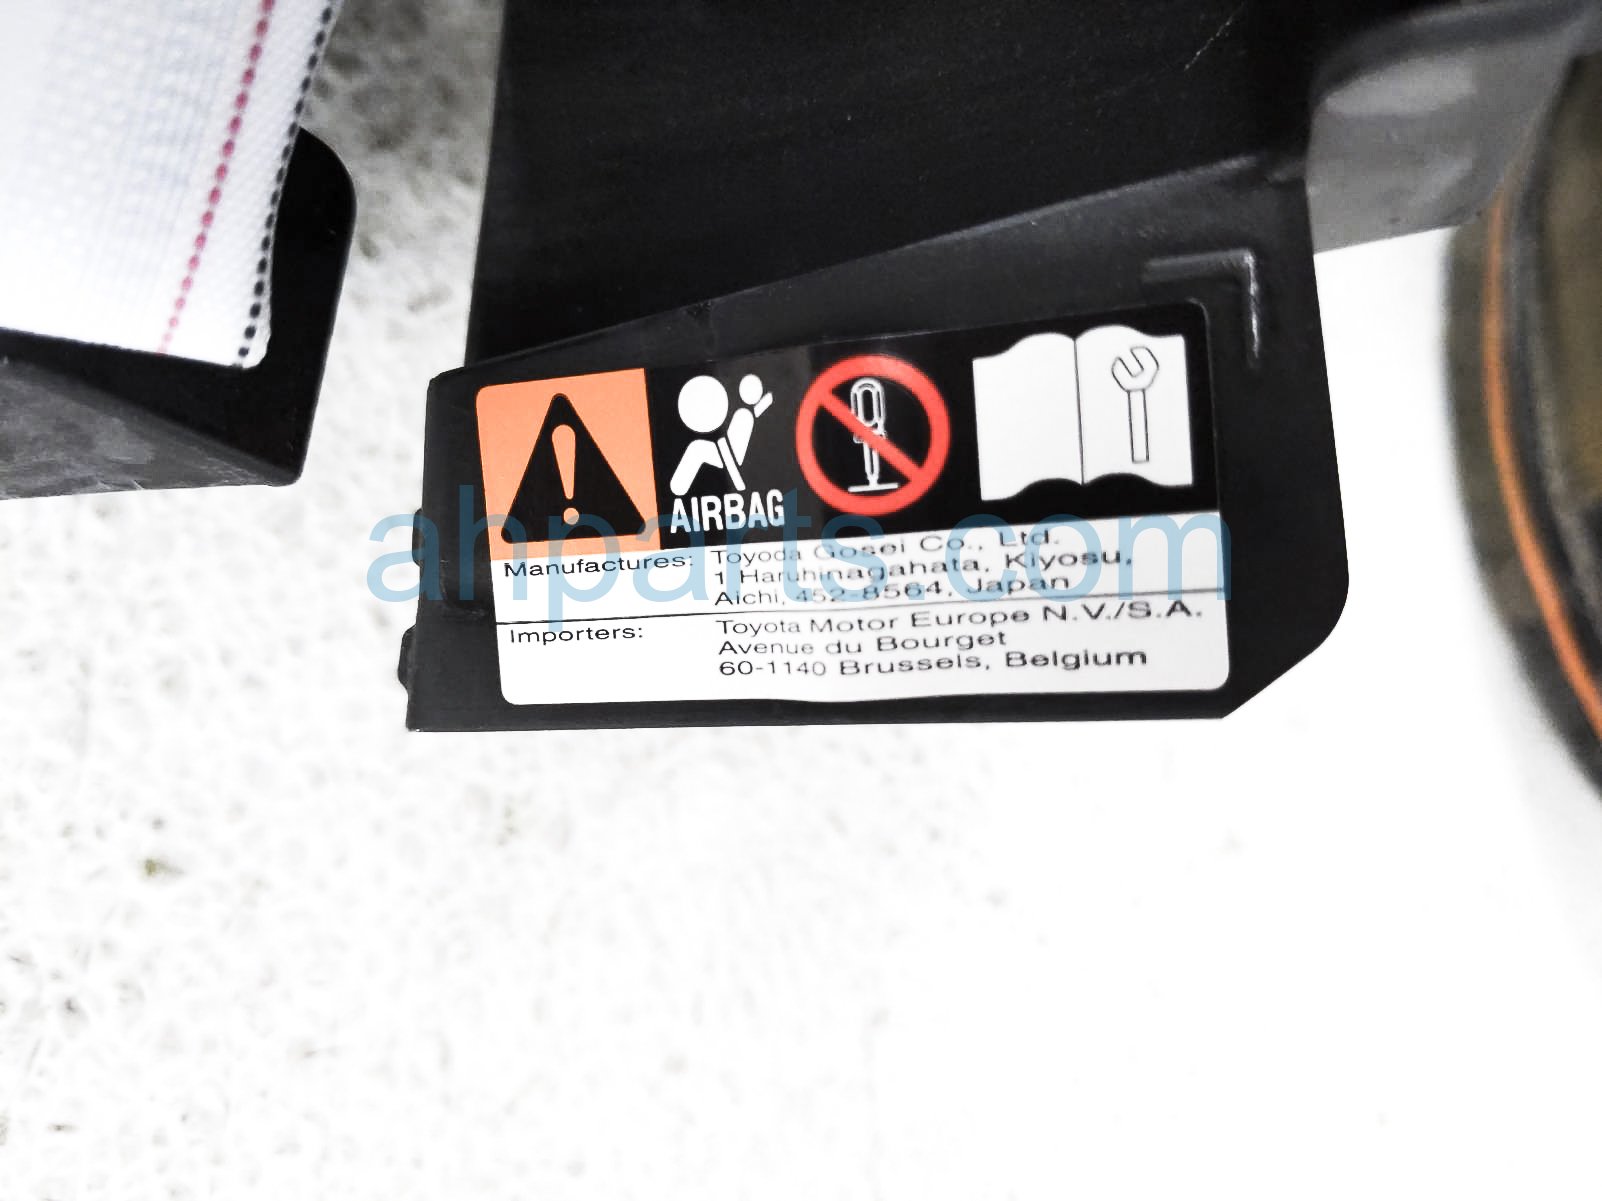 AIRBAG
Manufactures: Toyoda Gosei Co., Ltd.
1 Haruhinagahata, Kiyosu,
Aichi, 452-8564, Japan
Importers: Toyota Motor Europe N.V./S.A.
Avenue du Bourget
60-1140 Brussels, Belgium
ahparts.com